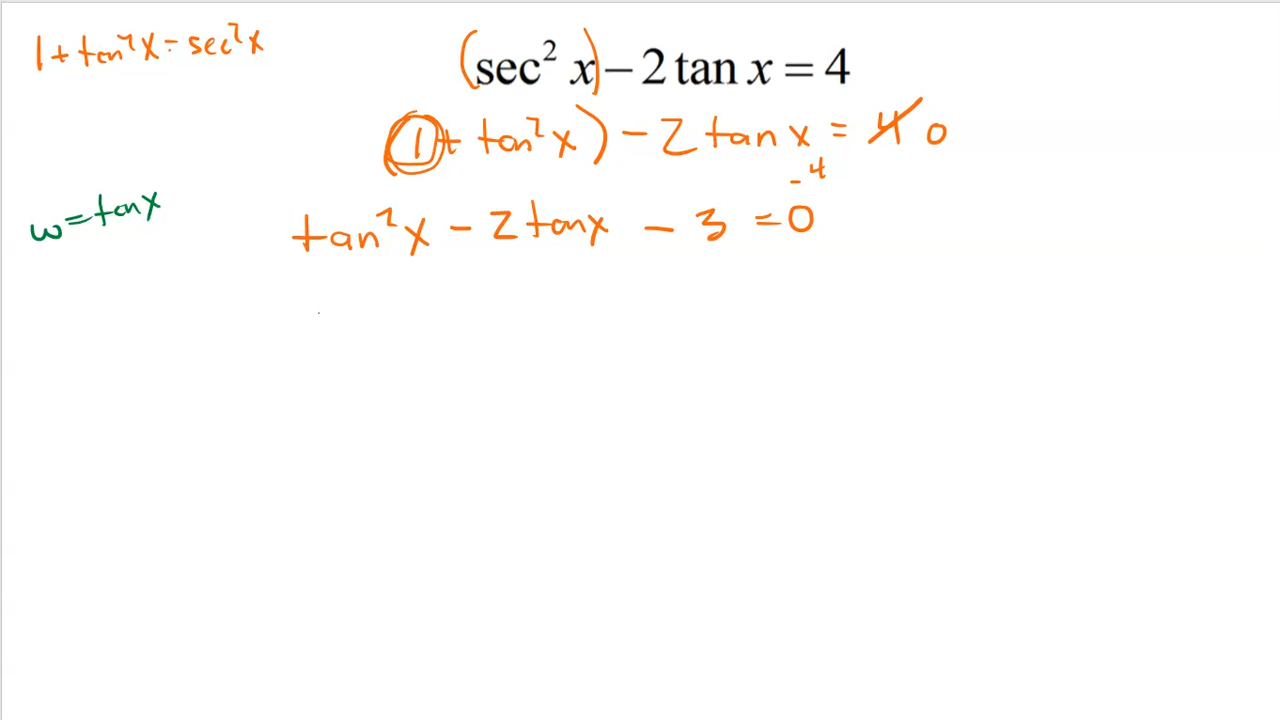 1 + tan²x = sec²x
(sec² x) − 2 tan x = 4
(1 + tan²x) − 2 tan x = 4 0
− 4
w = tan x
tan²x − 2 tan x − 3 = 0